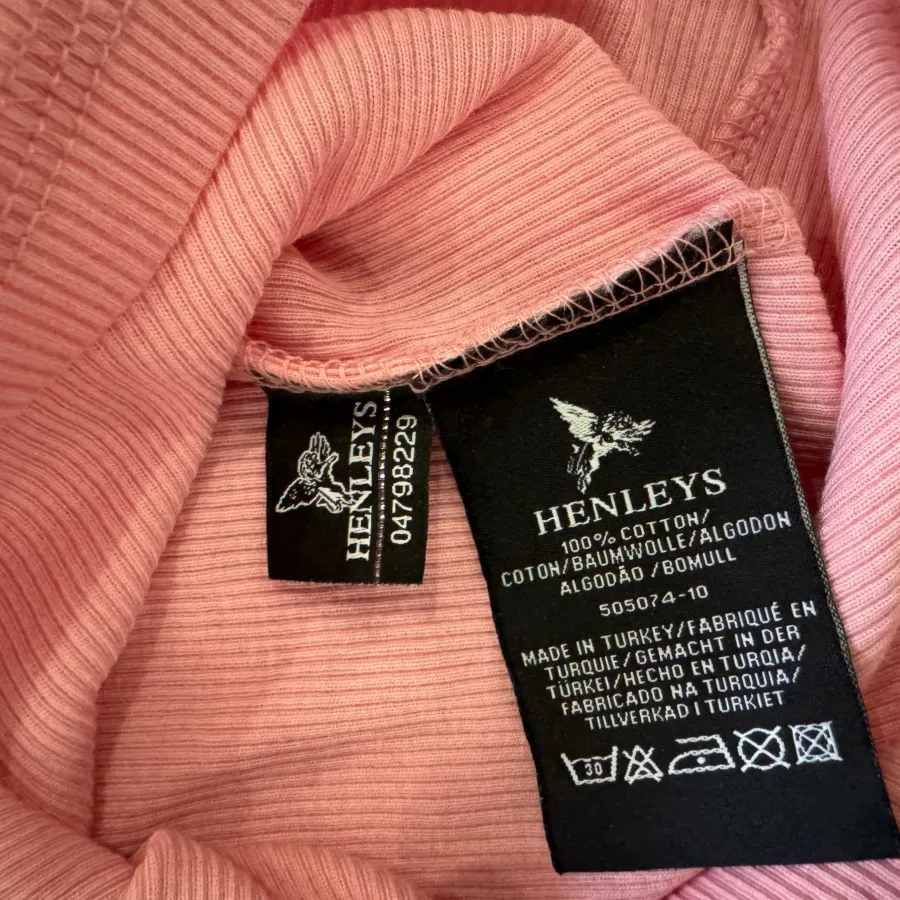 HENLEYS
04798229
HENLEYS
100% COTTON/
COTON/BAUMWOLLE/ALGODON
ALGODÃO /BOMULL
505074-10
MADE IN TURKEY/FABRIQUÉ EN
TURQUIE/GEMACHT IN DER
TÜRKEI/HECHO EN TURQIA/
FABRICADO NA TURQUIA/
TILLVERKAD I TURKIET
30